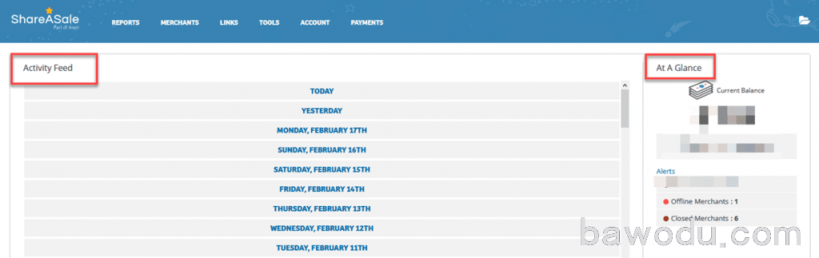 ShareASale
Part of Awin
REPORTS MERCHANTS LINKS TOOLS ACCOUNT PAYMENTS
Activity Feed
TODAY
YESTERDAY
MONDAY, FEBRUARY 17TH
SUNDAY, FEBRUARY 16TH
SATURDAY, FEBRUARY 15TH
FRIDAY, FEBRUARY 14TH
THURSDAY, FEBRUARY 13TH
WEDNESDAY, FEBRUARY 12TH
TUESDAY, FEBRUARY 11TH
At A Glance
Current Balance
Alerts
Offline Merchants : 1
Closed Merchants : 6
bawodu.com